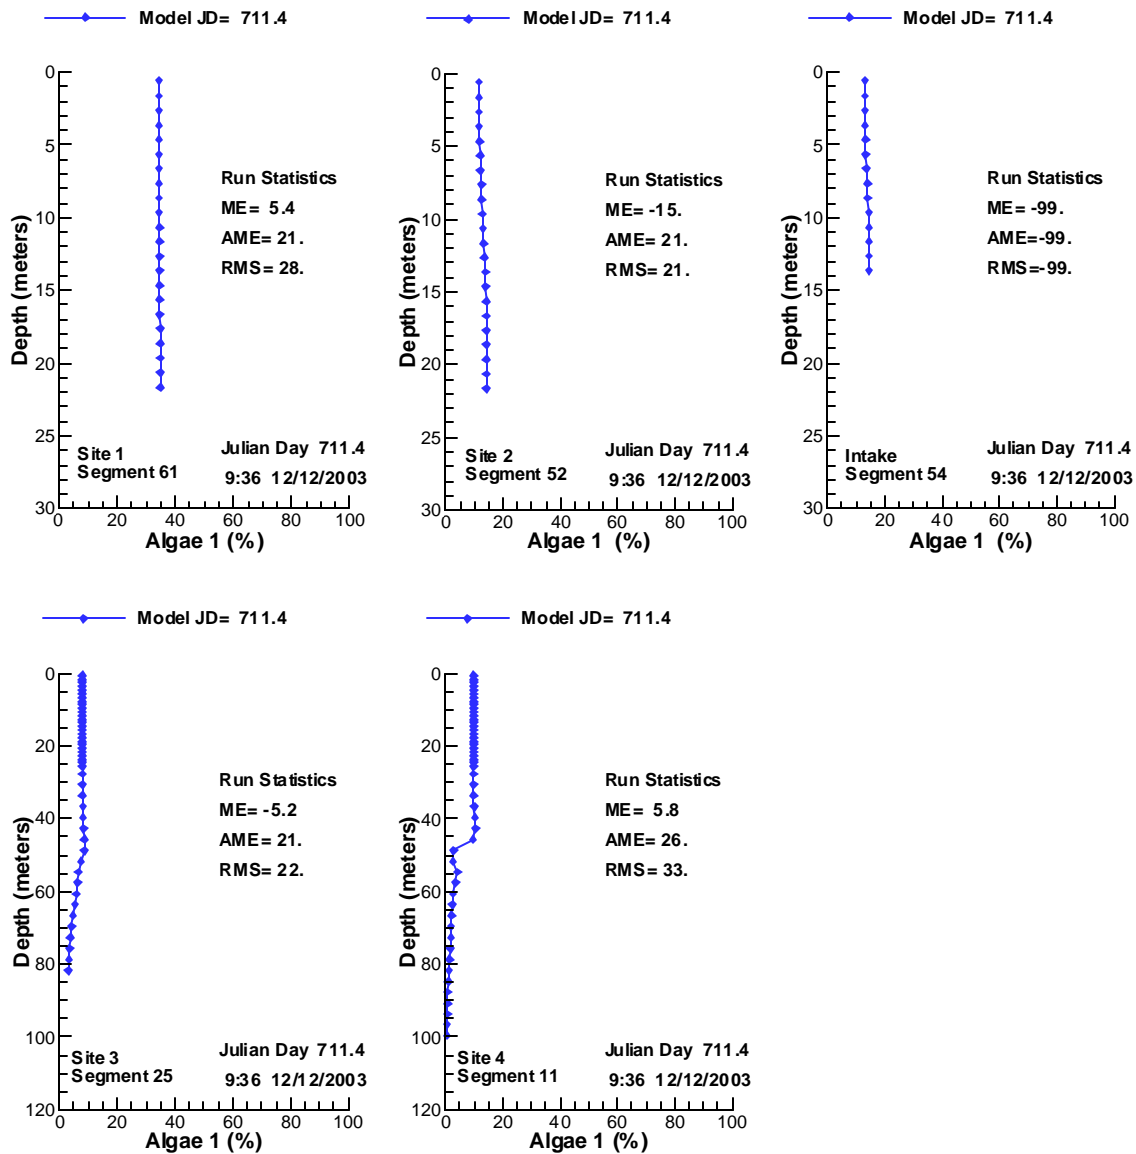 Model JD= 711.4
0
5
10
15
20
25
30
Depth (meters)
Run Statistics
ME= 5.4
AME= 21.
RMS= 28.
Site 1
Segment 61
Julian Day 711.4
9:36 12/12/2003
0 20 40 60 80 100
Algae 1 (%)
Model JD= 711.4
0
5
10
15
20
25
30
Depth (meters)
Run Statistics
ME= -15.
AME= 21.
RMS= 21.
Site 2
Segment 52
Julian Day 711.4
9:36 12/12/2003
0 20 40 60 80 100
Algae 1 (%)
Model JD= 711.4
0
5
10
15
20
25
30
Depth (meters)
Run Statistics
ME= -99.
AME=-99.
RMS=-99.
Intake
Segment 54
Julian Day 711.4
9:36 12/12/2003
0 20 40 60 80 100
Algae 1 (%)
Model JD= 711.4
0
20
40
60
80
100
120
Depth (meters)
Run Statistics
ME= -5.2
AME= 21.
RMS= 22.
Site 3
Segment 25
Julian Day 711.4
9:36 12/12/2003
0 20 40 60 80 100
Algae 1 (%)
Model JD= 711.4
0
20
40
60
80
100
120
Depth (meters)
Run Statistics
ME= 5.8
AME= 26.
RMS= 33.
Site 4
Segment 11
Julian Day 711.4
9:36 12/12/2003
0 20 40 60 80 100
Algae 1 (%)